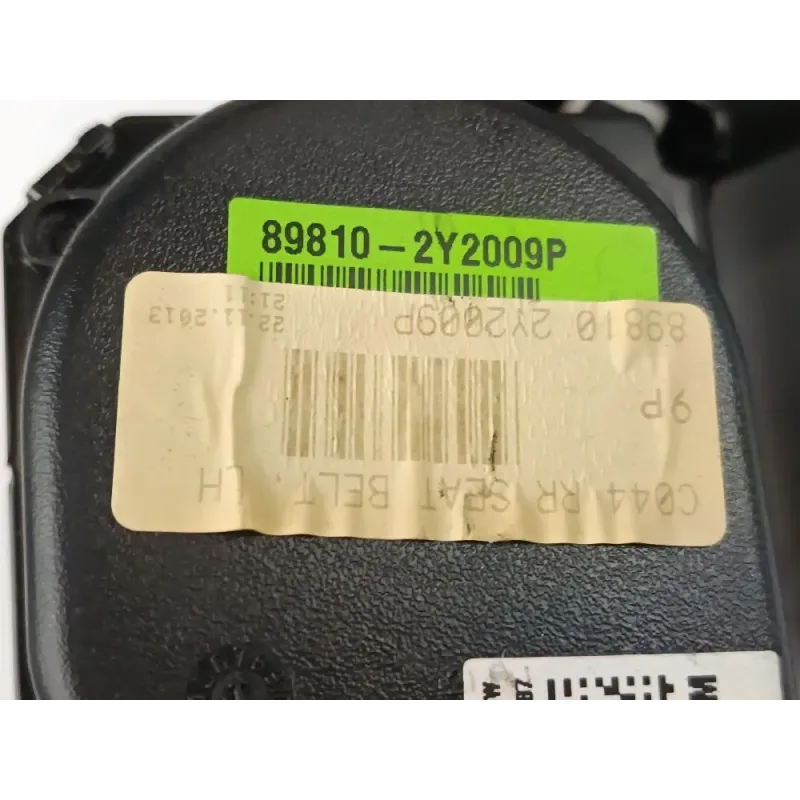 89810-2Y2009P
C044 RR SEAT BELT, LH
9P
89810 2Y2009P
22.11.2013
21:11